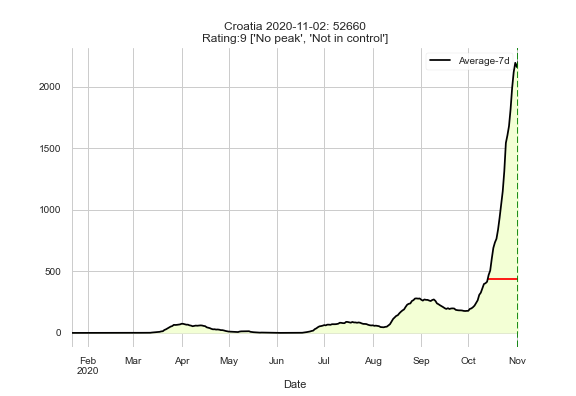 Croatia 2020-11-02: 52660
Rating:9 ['No peak', 'Not in control']
Average-7d
2000
1500
1000
500
0
Feb Mar Apr May Jun Jul Aug Sep Oct Nov
2020
Date